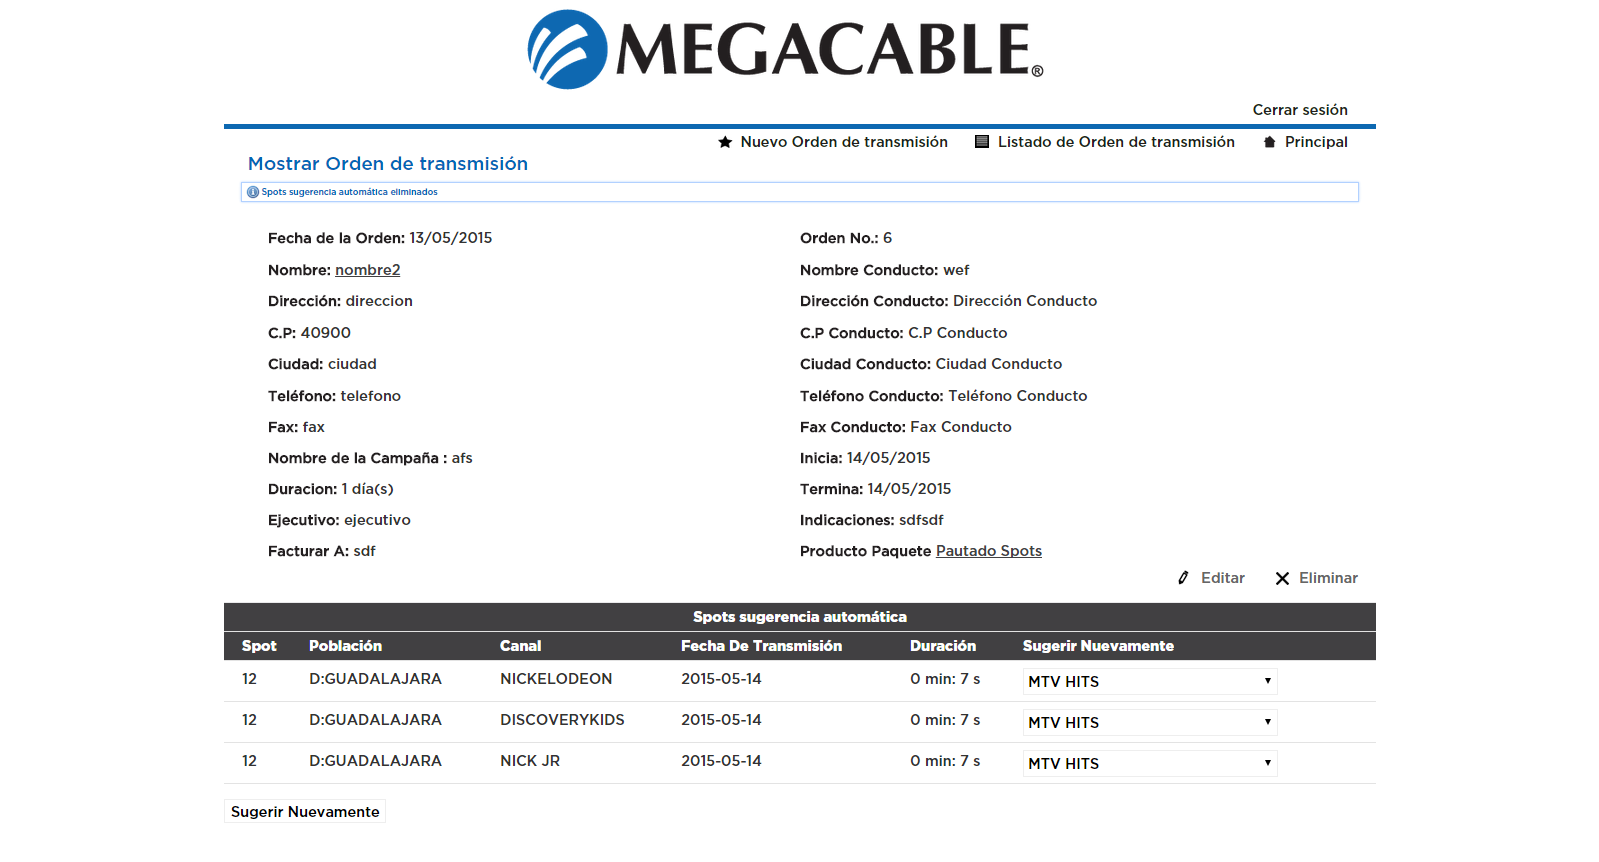 MEGACABLE®
Cerrar sesión
Nuevo Orden de transmisión Listado de Orden de transmisión Principal
Mostrar Orden de transmisión
Spots sugerencia automática eliminados
Fecha de la Orden: 13/05/2015 Orden No.: 6
Nombre: nombre2 Nombre Conducto: wef
Dirección: direccion Dirección Conducto: Dirección Conducto
C.P: 40900 C.P Conducto: C.P Conducto
Ciudad: ciudad Ciudad Conducto: Ciudad Conducto
Teléfono: telefono Teléfono Conducto: Teléfono Conducto
Fax: fax Fax Conducto: Fax Conducto
Nombre de la Campaña : afs Inicia: 14/05/2015
Duracion: 1 día(s) Termina: 14/05/2015
Ejecutivo: ejecutivo Indicaciones: sdfsdf
Facturar A: sdf Producto Paquete Pautado Spots
Editar Eliminar
Spots sugerencia automática
Spot Población Canal Fecha De Transmisión Duración Sugerir Nuevamente
12 D:GUADALAJARA NICKELODEON 2015-05-14 0 min: 7 s MTV HITS
12 D:GUADALAJARA DISCOVERYKIDS 2015-05-14 0 min: 7 s MTV HITS
12 D:GUADALAJARA NICK JR 2015-05-14 0 min: 7 s MTV HITS
Sugerir Nuevamente